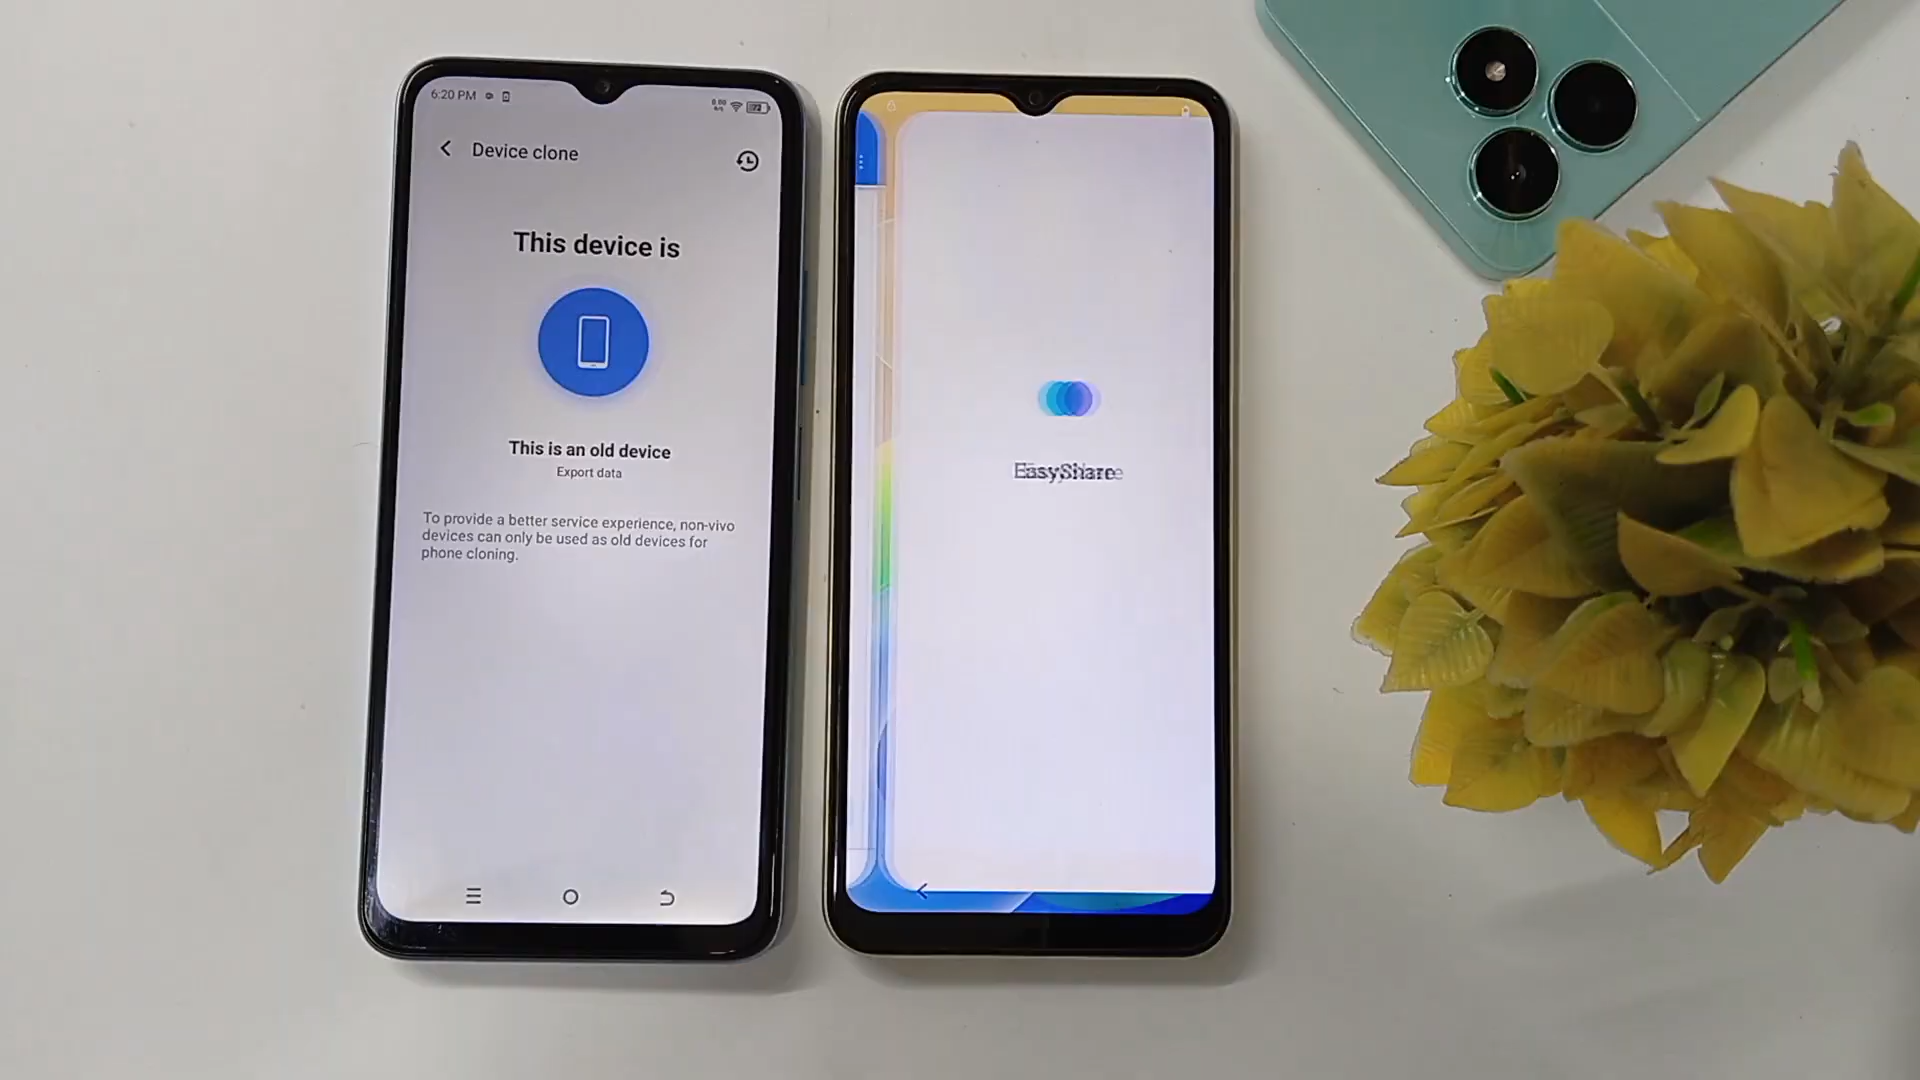 6:20 PM
Device clone
This device is
This is an old device
Export data
To provide a better service experience, non-vivo
devices can only be used as old devices for
phone cloning.
EasyShare